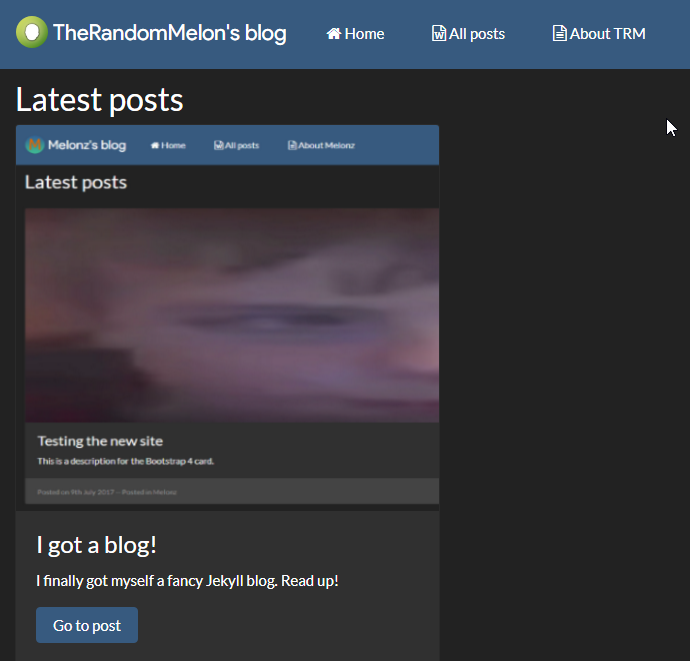 TheRandomMelon's blog Home All posts About TRM
Latest posts
Melonz's blog Home All posts About Melonz
Latest posts
Testing the new site
This is a description for the Bootstrap 4 card.
Posted on 9th July 2017 — Posted in Melonz
I got a blog!
I finally got myself a fancy Jekyll blog. Read up!
Go to post